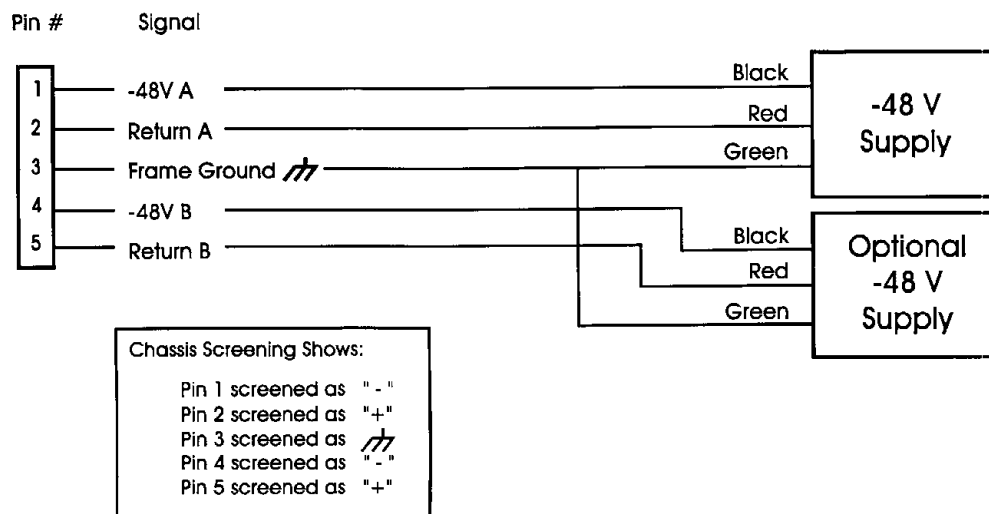 Pin # Signal
1 -48V A Black
2 Return A Red
3 Frame Ground Green
4 -48V B Black
5 Return B Red
Green
-48 V
Supply
Optional
-48 V
Supply
Chassis Screening Shows:
Pin 1 screened as "-"
Pin 2 screened as "+"
Pin 3 screened as
Pin 4 screened as "-"
Pin 5 screened as "+"